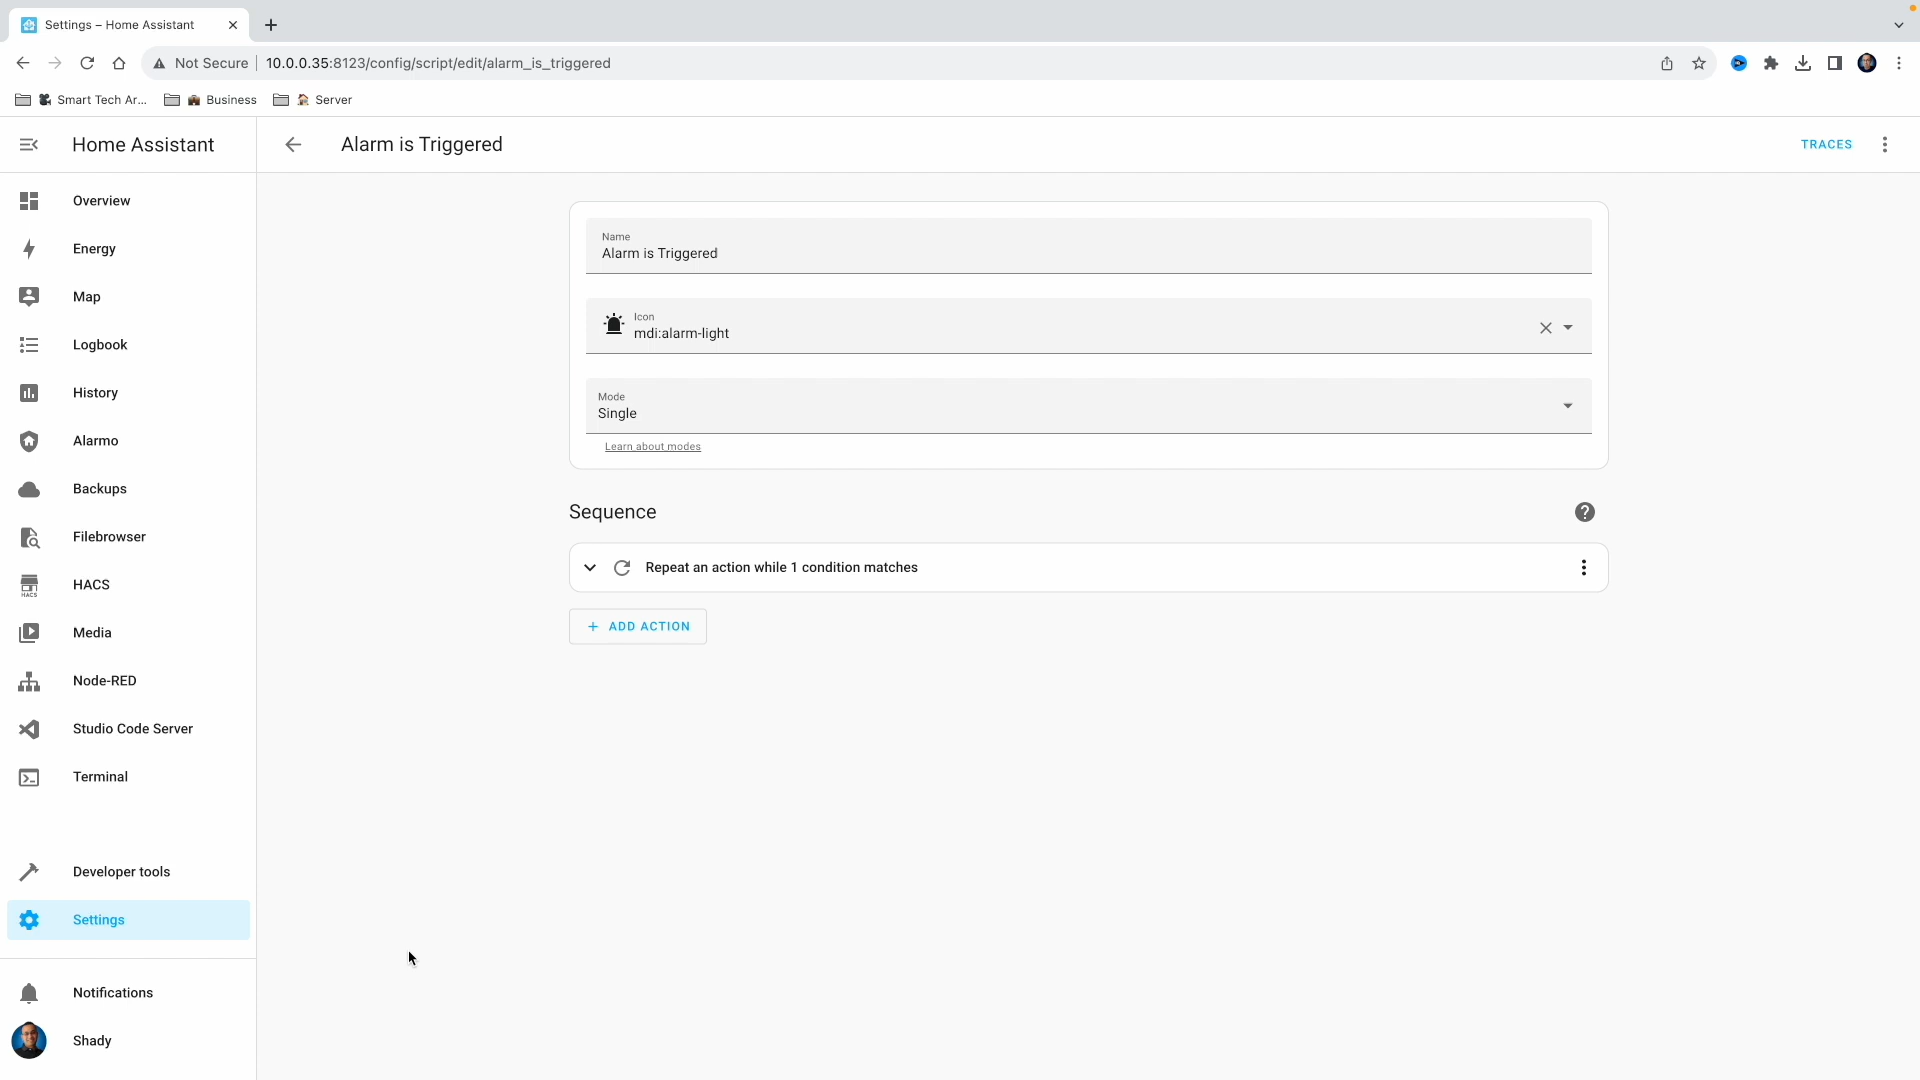 Settings – Home Assistant
Not Secure
10.0.0.35:8123/config/script/edit/alarm_is_triggered
Smart Tech Ar...
Business
Server
Home Assistant
Alarm is Triggered
TRACES
Overview
Energy
Map
Logbook
History
Alarmo
Backups
Filebrowser
HACS
HACS
Media
Node-RED
Studio Code Server
Terminal
Developer tools
Settings
Notifications
Shady
Name
Alarm is Triggered
Icon
mdi:alarm-light
Mode
Single
Learn about modes
Sequence
Repeat an action while 1 condition matches
+ ADD ACTION